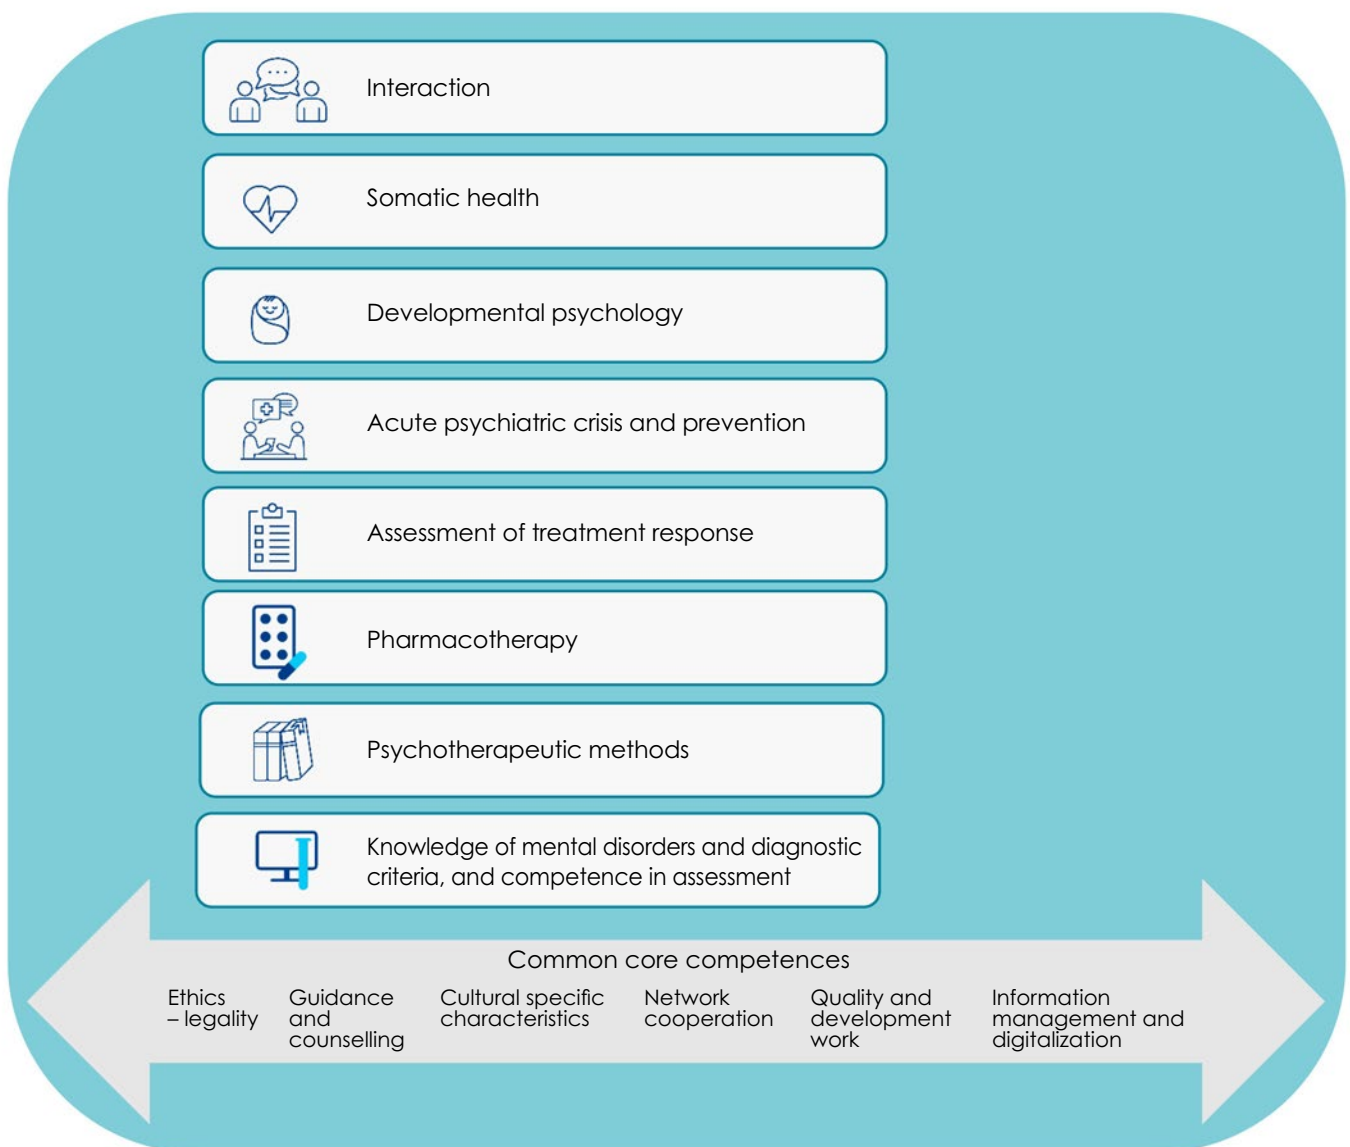 Interaction
Somatic health
Developmental psychology
Acute psychiatric crisis and prevention
Assessment of treatment response
Pharmacotherapy
Psychotherapeutic methods
Knowledge of mental disorders and diagnostic
criteria, and competence in assessment
Common core competences
Ethics
– legality
Guidance
and
counselling
Cultural specific
characteristics
Network
cooperation
Quality and
development
work
Information
management and
digitalization